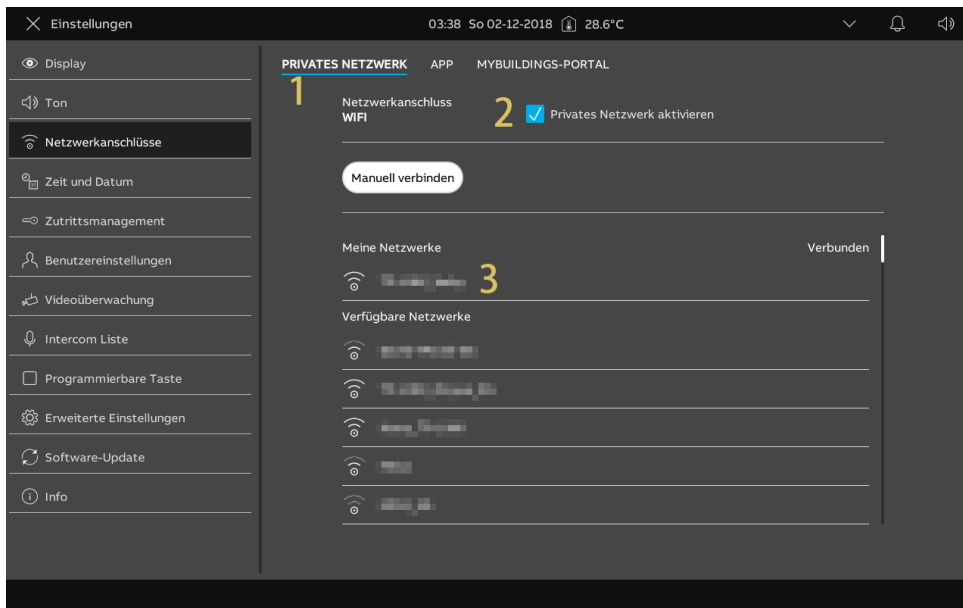 Einstellungen
03:38 So 02-12-2018 28.6°C
Display
Ton
Netzwerkanschlüsse
Zeit und Datum
Zutrittsmanagement
Benutzereinstellungen
Videoüberwachung
Intercom Liste
Programmierbare Taste
Erweiterte Einstellungen
Software-Update
Info
PRIVATES NETZWERK APP MYBUILDINGS-PORTAL
1
Netzwerkanschluss
WIFI
2 Privates Netzwerk aktivieren
Manuell verbinden
Meine Netzwerke Verbunden
3
Verfügbare Netzwerke